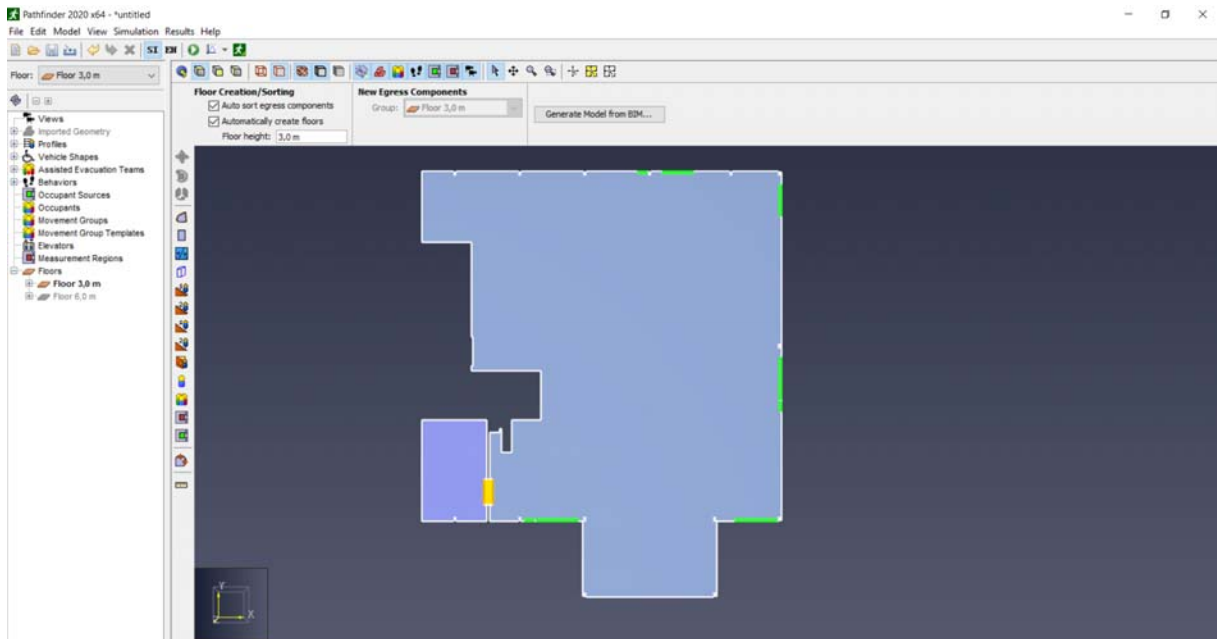 Pathfinder 2020 x64 - *untitled
File Edit Model View Simulation Results Help
SI EN
Floor: Floor 3,0 m
Floor Creation/Sorting
Auto sort egress components
Automatically create floors
Floor height: 3,0 m
New Egress Components
Group: Floor 3,0 m
Generate Model from BIM...
Views
Imported Geometry
Profiles
Vehicle Shapes
Assisted Evacuation Teams
Behaviors
Occupant Sources
Occupants
Movement Groups
Movement Group Templates
Elevators
Measurement Regions
Floors
Floor 3,0 m
Floor 6,0 m
Y
X